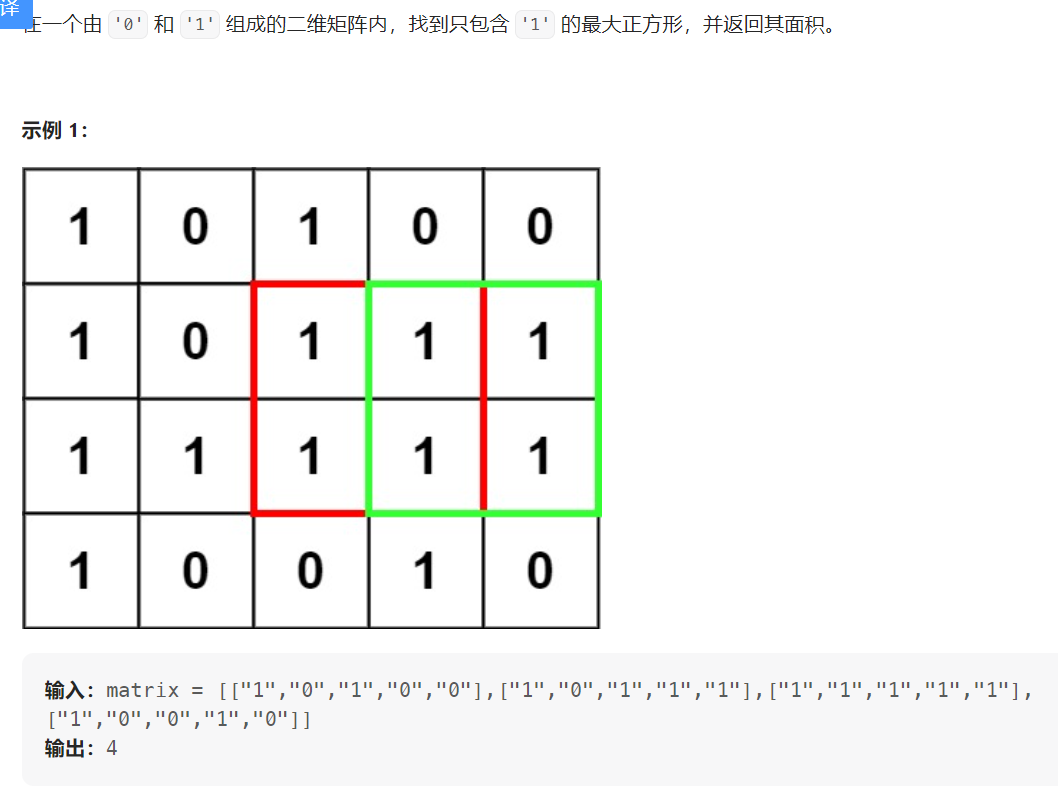 译
在一个由 '0' 和 '1' 组成的二维矩阵内，找到只包含 '1' 的最大正方形，并返回其面积。
示例 1：
1 0 1 0 0
1 0 1 1 1
1 1 1 1 1
1 0 0 1 0
输入：matrix = [["1","0","1","0","0"],["1","0","1","1","1"],["1","1","1","1","1"],
["1","0","0","1","0"]]
输出：4